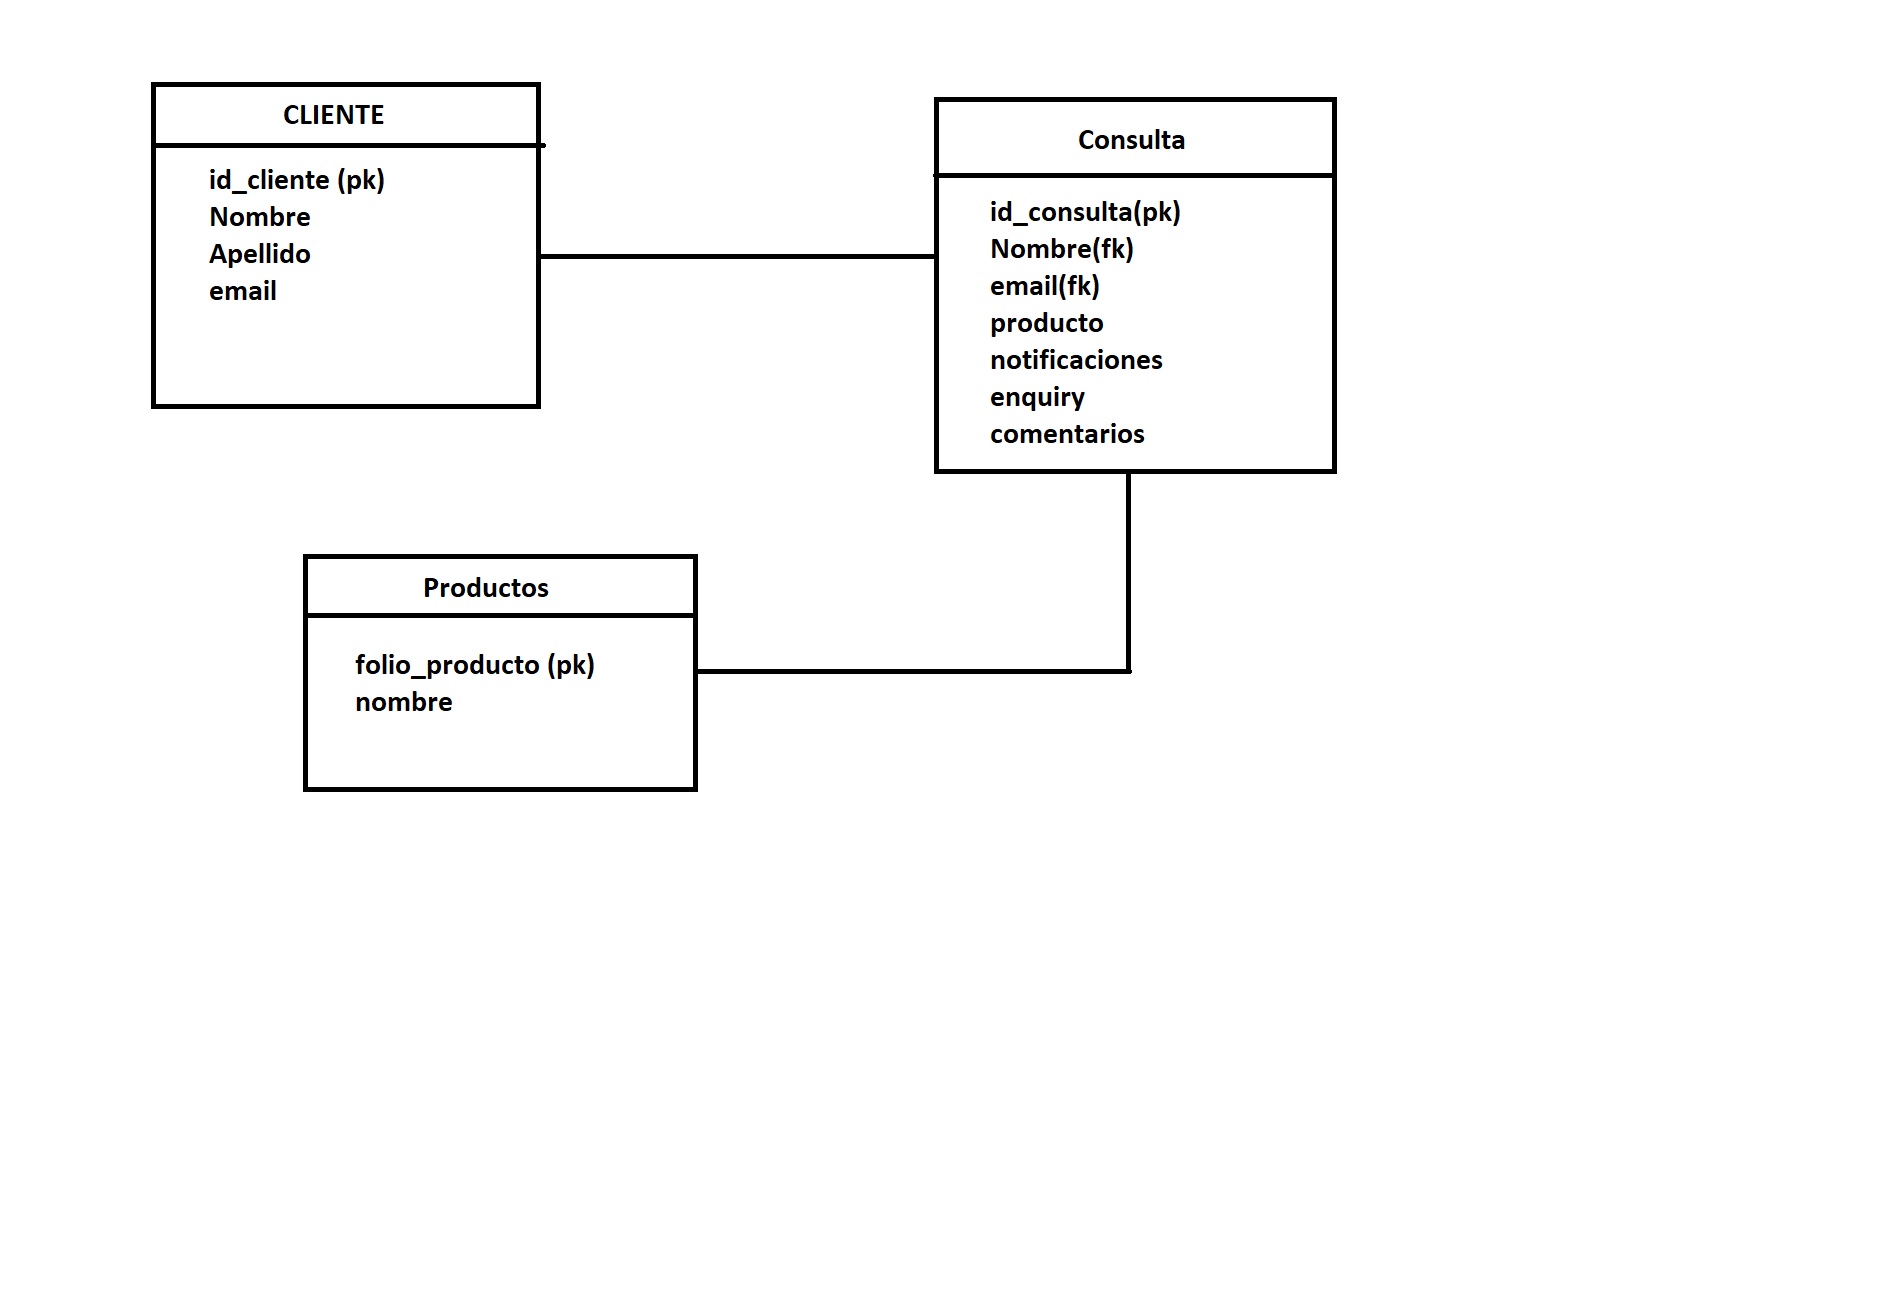 CLIENTE
id_cliente (pk)
Nombre
Apellido
email
Consulta
id_consulta(pk)
Nombre(fk)
email(fk)
producto
notificaciones
enquiry
comentarios
Productos
folio_producto (pk)
nombre